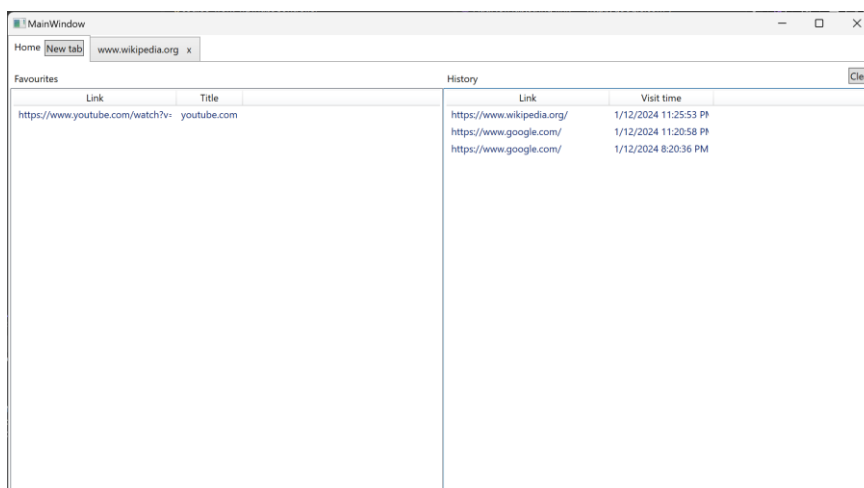 MainWindow
Home New tab www.wikipedia.org x
Favourites
Link Title
https://www.youtube.com/watch?v= youtube.com
History Cle
Link Visit time
https://www.wikipedia.org/ 1/12/2024 11:25:53 PM
https://www.google.com/ 1/12/2024 11:20:58 PM
https://www.google.com/ 1/12/2024 8:20:36 PM